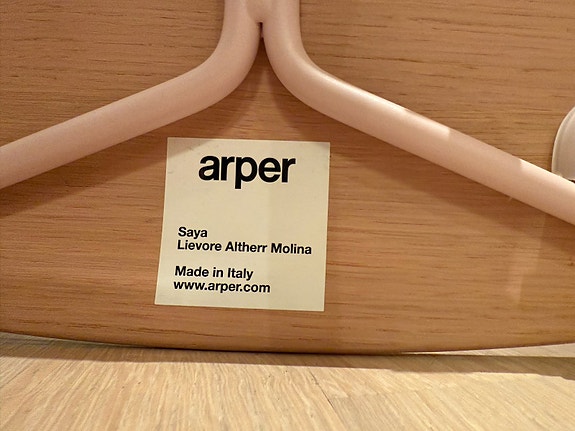 arper
Saya
Lievore Altherr Molina
Made in Italy
www.arper.com